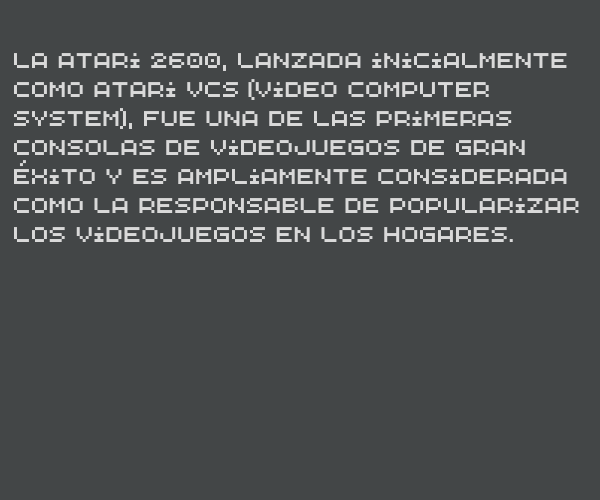 LA ATARI 2600, LANZADA INICIALMENTE
COMO ATARI VCS (VIDEO COMPUTER
SYSTEM), FUE UNA DE LAS PRIMERAS
CONSOLAS DE VIDEOJUEGOS DE GRAN
ÉXITO Y ES AMPLIAMENTE CONSIDERADA
COMO LA RESPONSABLE DE POPULARIZAR
LOS VIDEOJUEGOS EN LOS HOGARES.